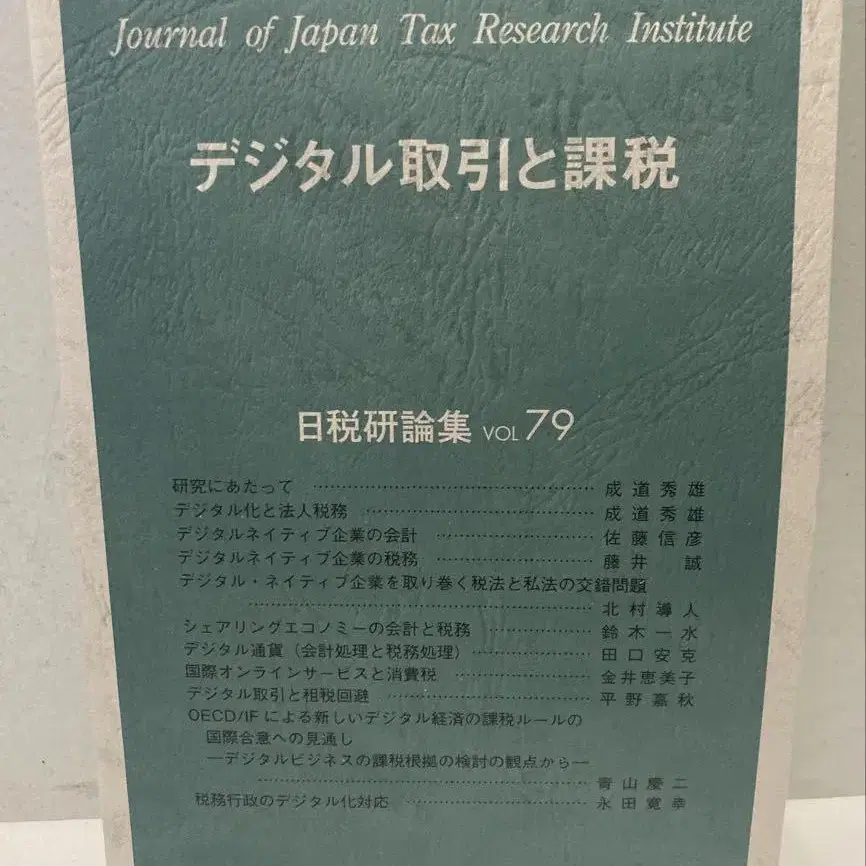 Journal of Japan Tax Research Institute
デジタル取引と課税
日税研論集 VOL 79
研究にあたって ………… 成道秀雄
デジタル化と法人税務 ………… 成道秀雄
デジタルネイティブ企業の会計 ………… 佐藤信彦
デジタルネイティブ企業の税務 ………… 藤井 誠
デジタル・ネイティブ企業を取り巻く税法と私法の交錯問題
………… 北村導人
シェアリングエコノミーの会計と税務 ………… 鈴木一水
デジタル通貨(会計処理と税務処理) ………… 田口安克
国際オンラインサービスと消費税 ………… 金井恵美子
デジタル取引と租税回避 ………… 平野嘉秋
OECD/IFによる新しいデジタル経済の課税ルールの
国際合意への見通し
―デジタルビジネスの課税根拠の検討の観点から―
………… 青山慶二
税務行政のデジタル化対応 ………… 永田寛幸